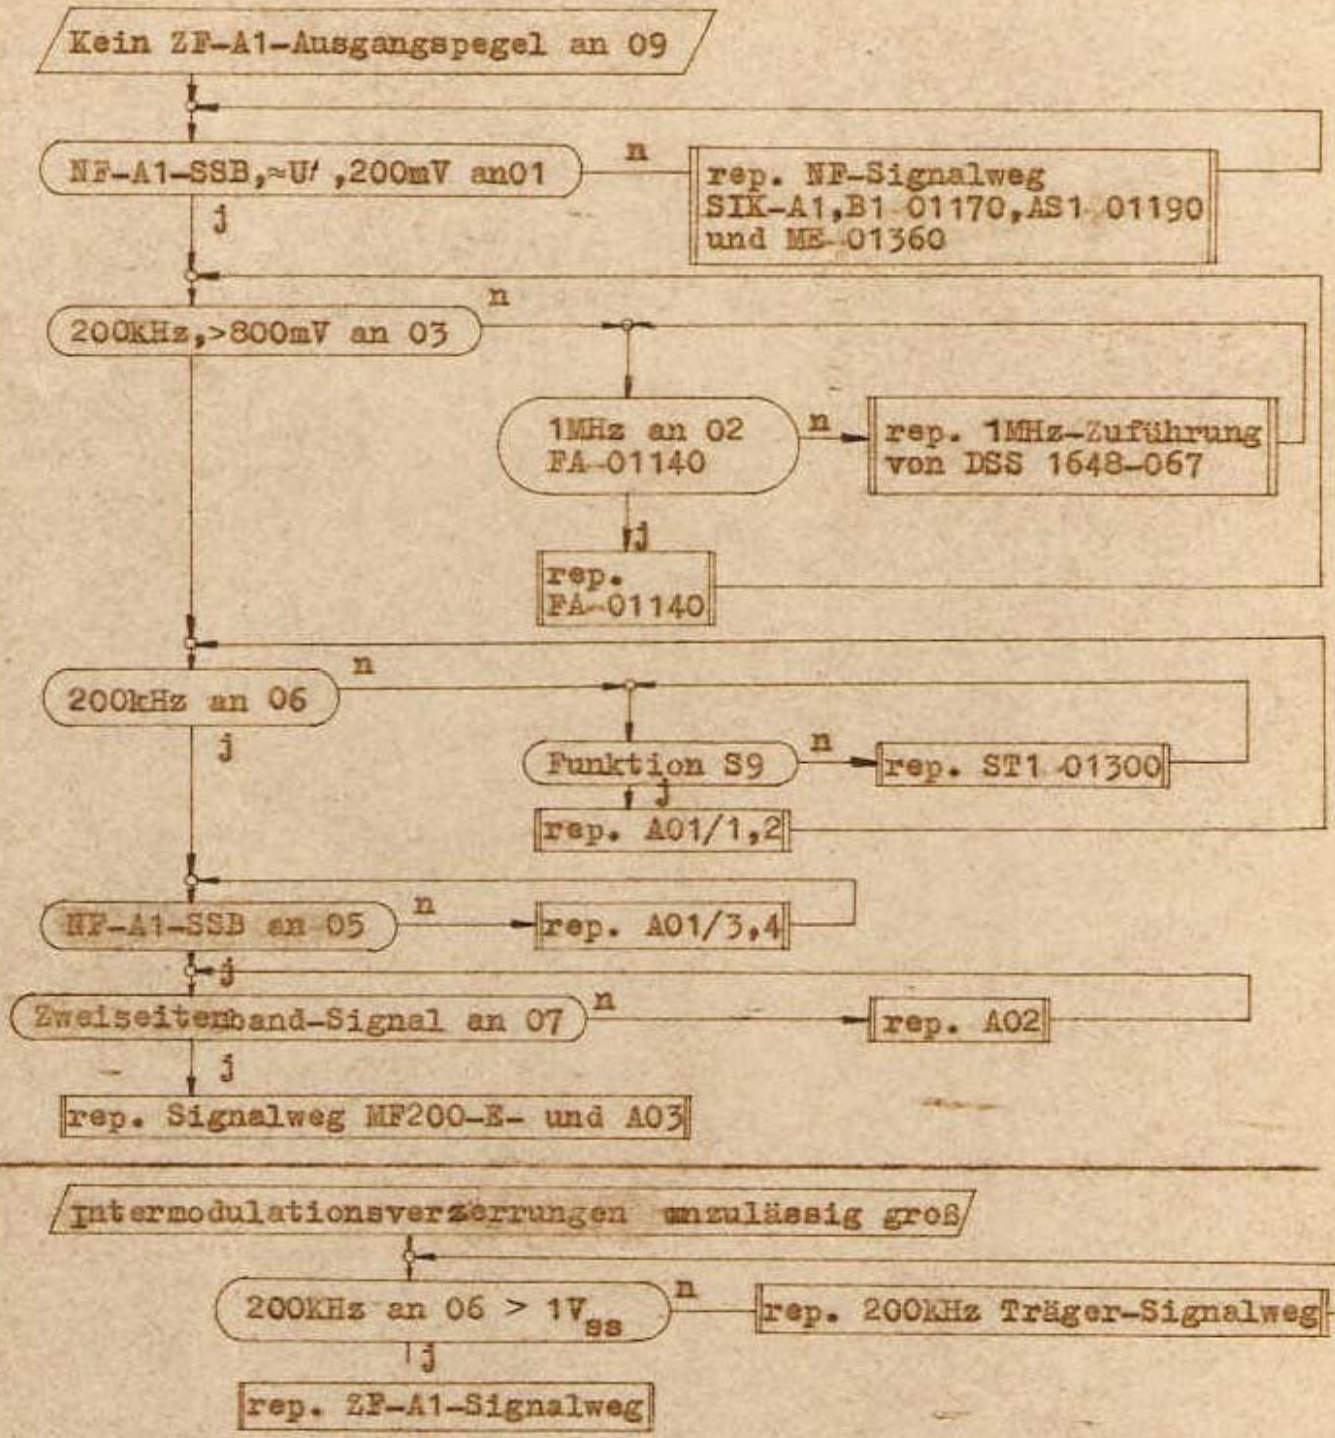 Kein ZF-A1-Ausgangspegel an 09
NF-A1-SSB,≈U' ,200mV an01
n
rep. NF-Signalweg
SIK-A1,B1 01170,AS1 01190
und ME 01360
j
200kHz,>800mV an 03
n
1MHz an 02
FA 01140
n
rep. 1MHz-Zuführung
von DSS 1648-067
j
rep.
FA 01140
200kHz an 06
n
j
Funktion S9
n
rep. ST1 01300
j
rep. A01/1,2
NF-A1-SSB an 05
n
rep. A01/3,4
j
Zweiseitenband-Signal an 07
n
rep. A02
j
rep. Signalweg MF200-E- und A03
Intermodulationsverzerrungen unzulässig groß
200kHz an 06 > 1Vss
n
rep. 200kHz Träger-Signalweg
j
rep. ZF-A1-Signalweg